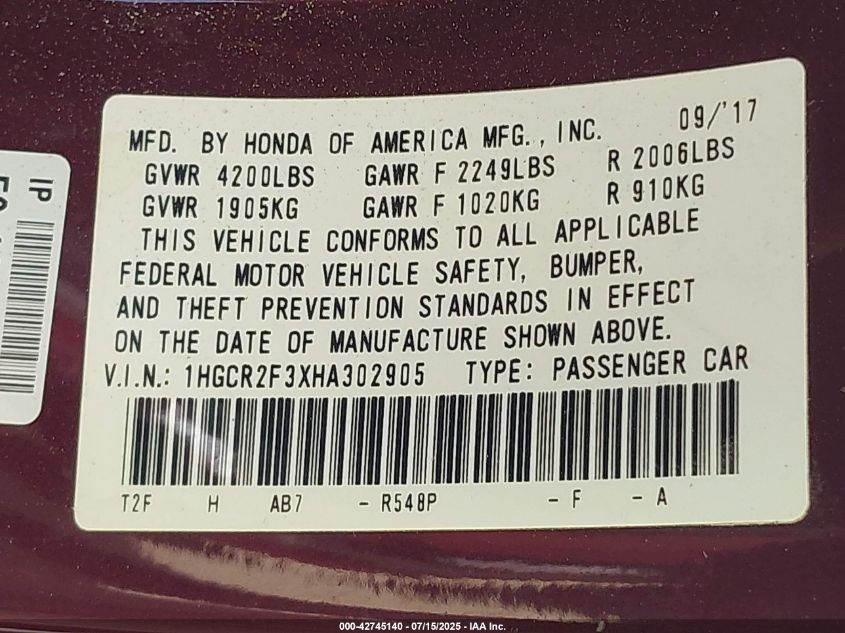 MFD. BY HONDA OF AMERICA MFG., INC. 09/'17
GVWR 4200LBS GAWR F 2249LBS R 2006LBS
GVWR 1905KG GAWR F 1020KG R 910KG
THIS VEHICLE CONFORMS TO ALL APPLICABLE
FEDERAL MOTOR VEHICLE SAFETY, BUMPER,
AND THEFT PREVENTION STANDARDS IN EFFECT
ON THE DATE OF MANUFACTURE SHOWN ABOVE.
V.I.N.: 1HGCR2F3XHA302905 TYPE: PASSENGER CAR
T2F H AB7 - R548P - F - A
IP
000-42745140 - 07/15/2025 - IAA Inc.